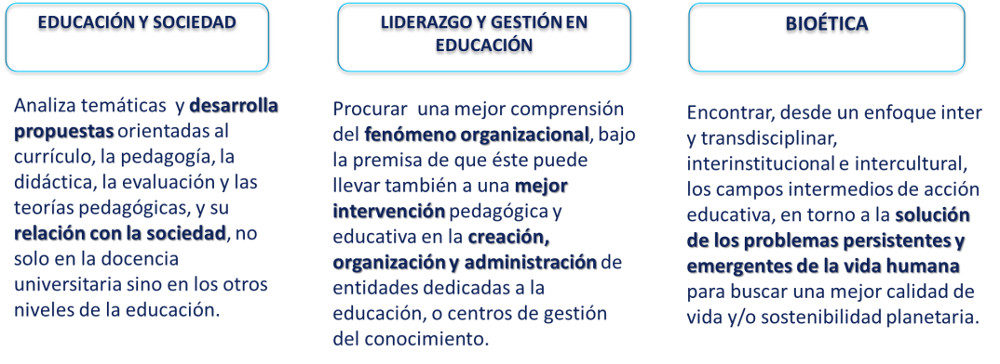 EDUCACIÓN Y SOCIEDAD
Analiza temáticas y desarrolla
propuestas orientadas al
currículo, la pedagogía, la
didáctica, la evaluación y las
teorías pedagógicas, y su
relación con la sociedad, no
solo en la docencia
universitaria sino en los otros
niveles de la educación.
LIDERAZGO Y GESTIÓN EN
EDUCACIÓN
Procurar una mejor comprensión
del fenómeno organizacional, bajo
la premisa de que éste puede
llevar también a una mejor
intervención pedagógica y
educativa en la creación,
organización y administración de
entidades dedicadas a la
educación, o centros de gestión
del conocimiento.
BIOÉTICA
Encontrar, desde un enfoque inter
y transdisciplinar,
interinstitucional e intercultural,
los campos intermedios de acción
educativa, en torno a la solución
de los problemas persistentes y
emergentes de la vida humana
para buscar una mejor calidad de
vida y/o sostenibilidad planetaria.